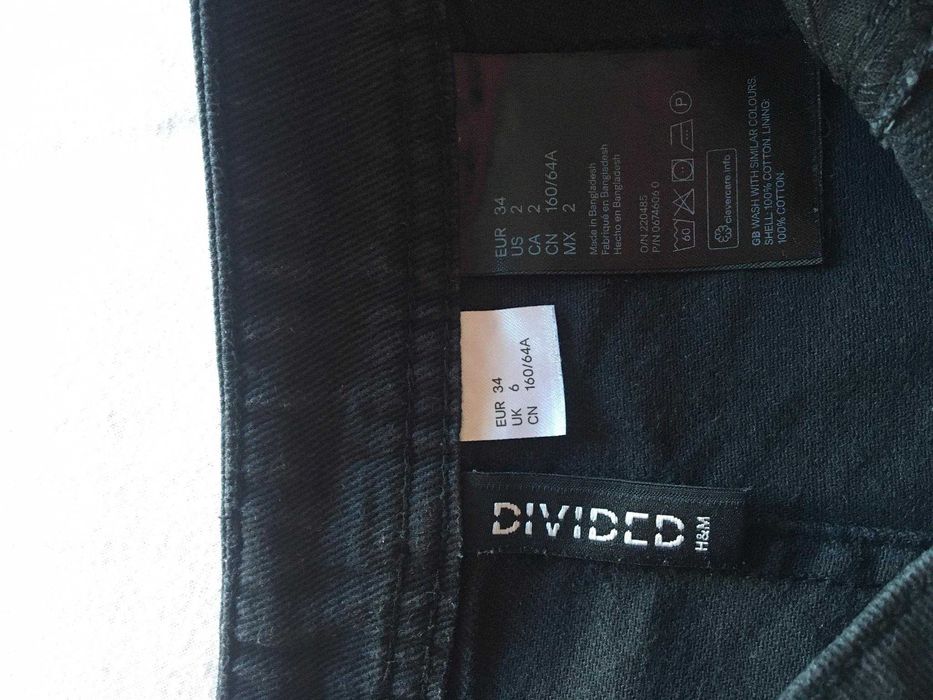 EUR 34
US 2
CA 2
CN 160/64A
MX 2
Made in Bangladesh
Fabriqué en Bangladesh
Hecho en Bangladesh
O/N 220485
P/N 0674606 0
60 P
clevercare.info
GB WASH WITH SIMILAR COLOURS.
SHELL: 100% COTTON. LINING:
100% COTTON.
EUR 34
UK 6
CN 160/64A
DIVIDED
H&M